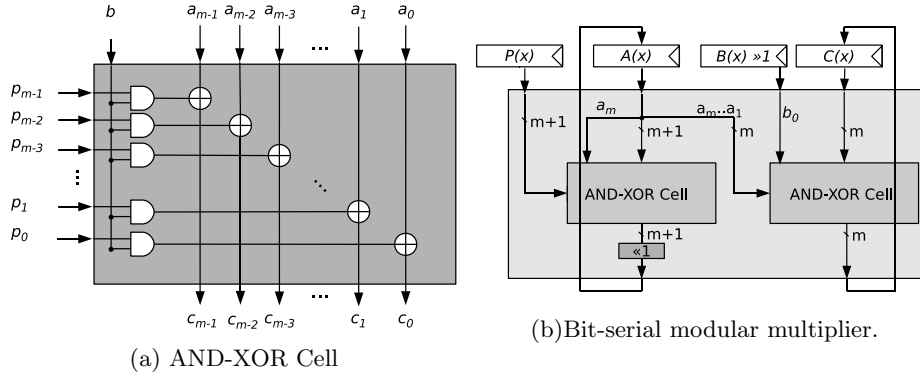 b a_{m-1} a_{m-2} a_{m-3} ... a_1 a_0
p_{m-1}
p_{m-2}
p_{m-3}
...
p_1
p_0
...
c_{m-1} c_{m-2} c_{m-3} ... c_1 c_0
(a) AND-XOR Cell
P(x) A(x) B(x) »1 C(x)
a_m a_m..a_1 b_0
m+1 m+1 m m
AND-XOR Cell AND-XOR Cell
m+1 m
«1
(b)Bit-serial modular multiplier.